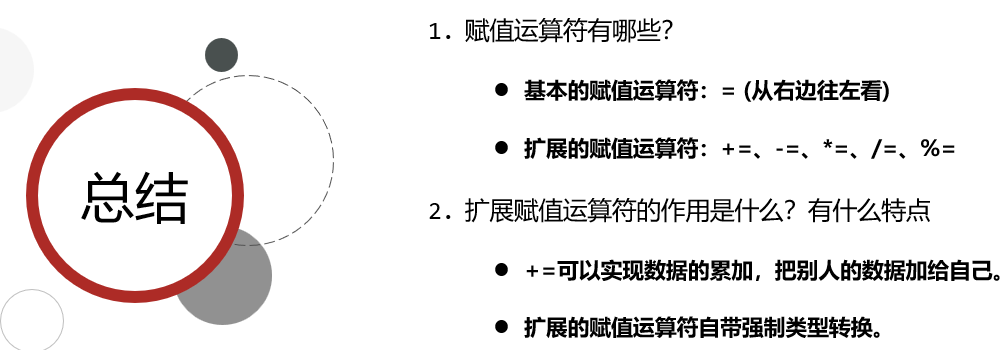 总结
1. 赋值运算符有哪些？
● 基本的赋值运算符：= (从右边往左看)
● 扩展的赋值运算符：+=、-=、*=、/=、%=
2. 扩展赋值运算符的作用是什么？有什么特点
● +=可以实现数据的累加，把别人的数据加给自己。
● 扩展的赋值运算符自带强制类型转换。